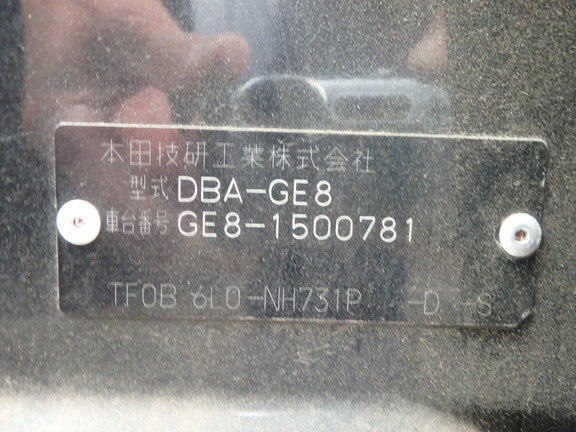 本田技研工業株式会社
型式 DBA-GE8
車台番号 GE8-1500781
TF0B 6L0-NH731P -D -S